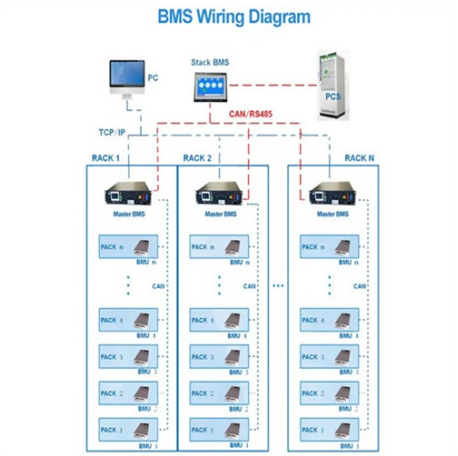 BMS Wiring Diagram
PC
Stack BMS
PCS
CAN/RS485
TCP/IP
RACK 1
RACK 2
RACK N
Master BMS
Master BMS
Master BMS
PACK n
BMU n
PACK n
BMU n
PACK n
BMU n
CAN
CAN
CAN
...
PACK 4
BMU 4
PACK 4
BMU 4
PACK 4
BMU 4
PACK 3
BMU 3
PACK 3
BMU 3
PACK 3
BMU 3
PACK 2
BMU 2
PACK 2
BMU 2
PACK 2
BMU 2
PACK 1
BMU 1
PACK 1
BMU 1
PACK 1
BMU 1